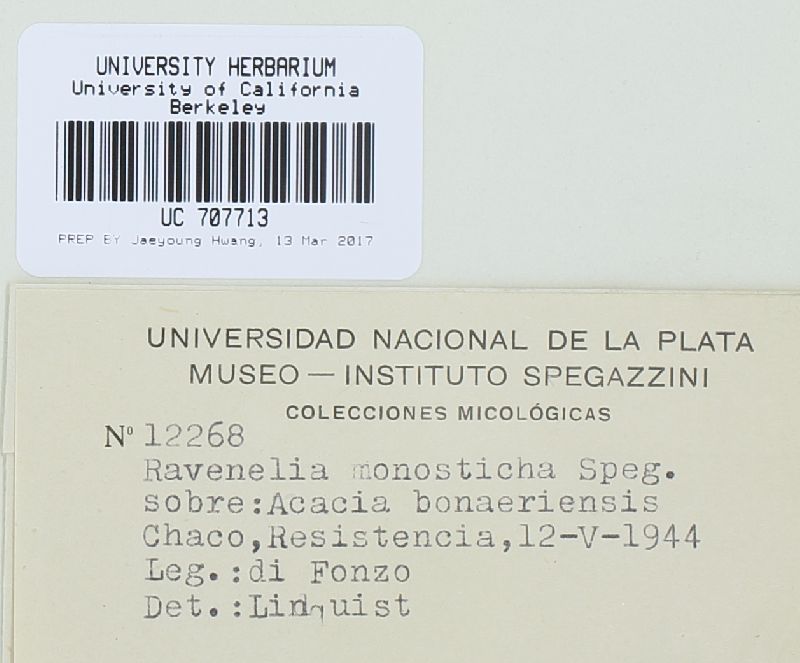 UNIVERSITY HERBARIUM
University of California
Berkeley
UC 707713
PREP BY Jaeyoung Hwang, 13 Mar 2017
UNIVERSIDAD NACIONAL DE LA PLATA
MUSEO — INSTITUTO SPEGAZZINI
COLECCIONES MICOLÓGICAS
Nº 12268
Ravenelia monosticha Speg.
sobre:Acacia bonaeriensis
Chaco,Resistencia,12-V-1944
Leg.:di Fonzo
Det.:Lindquist